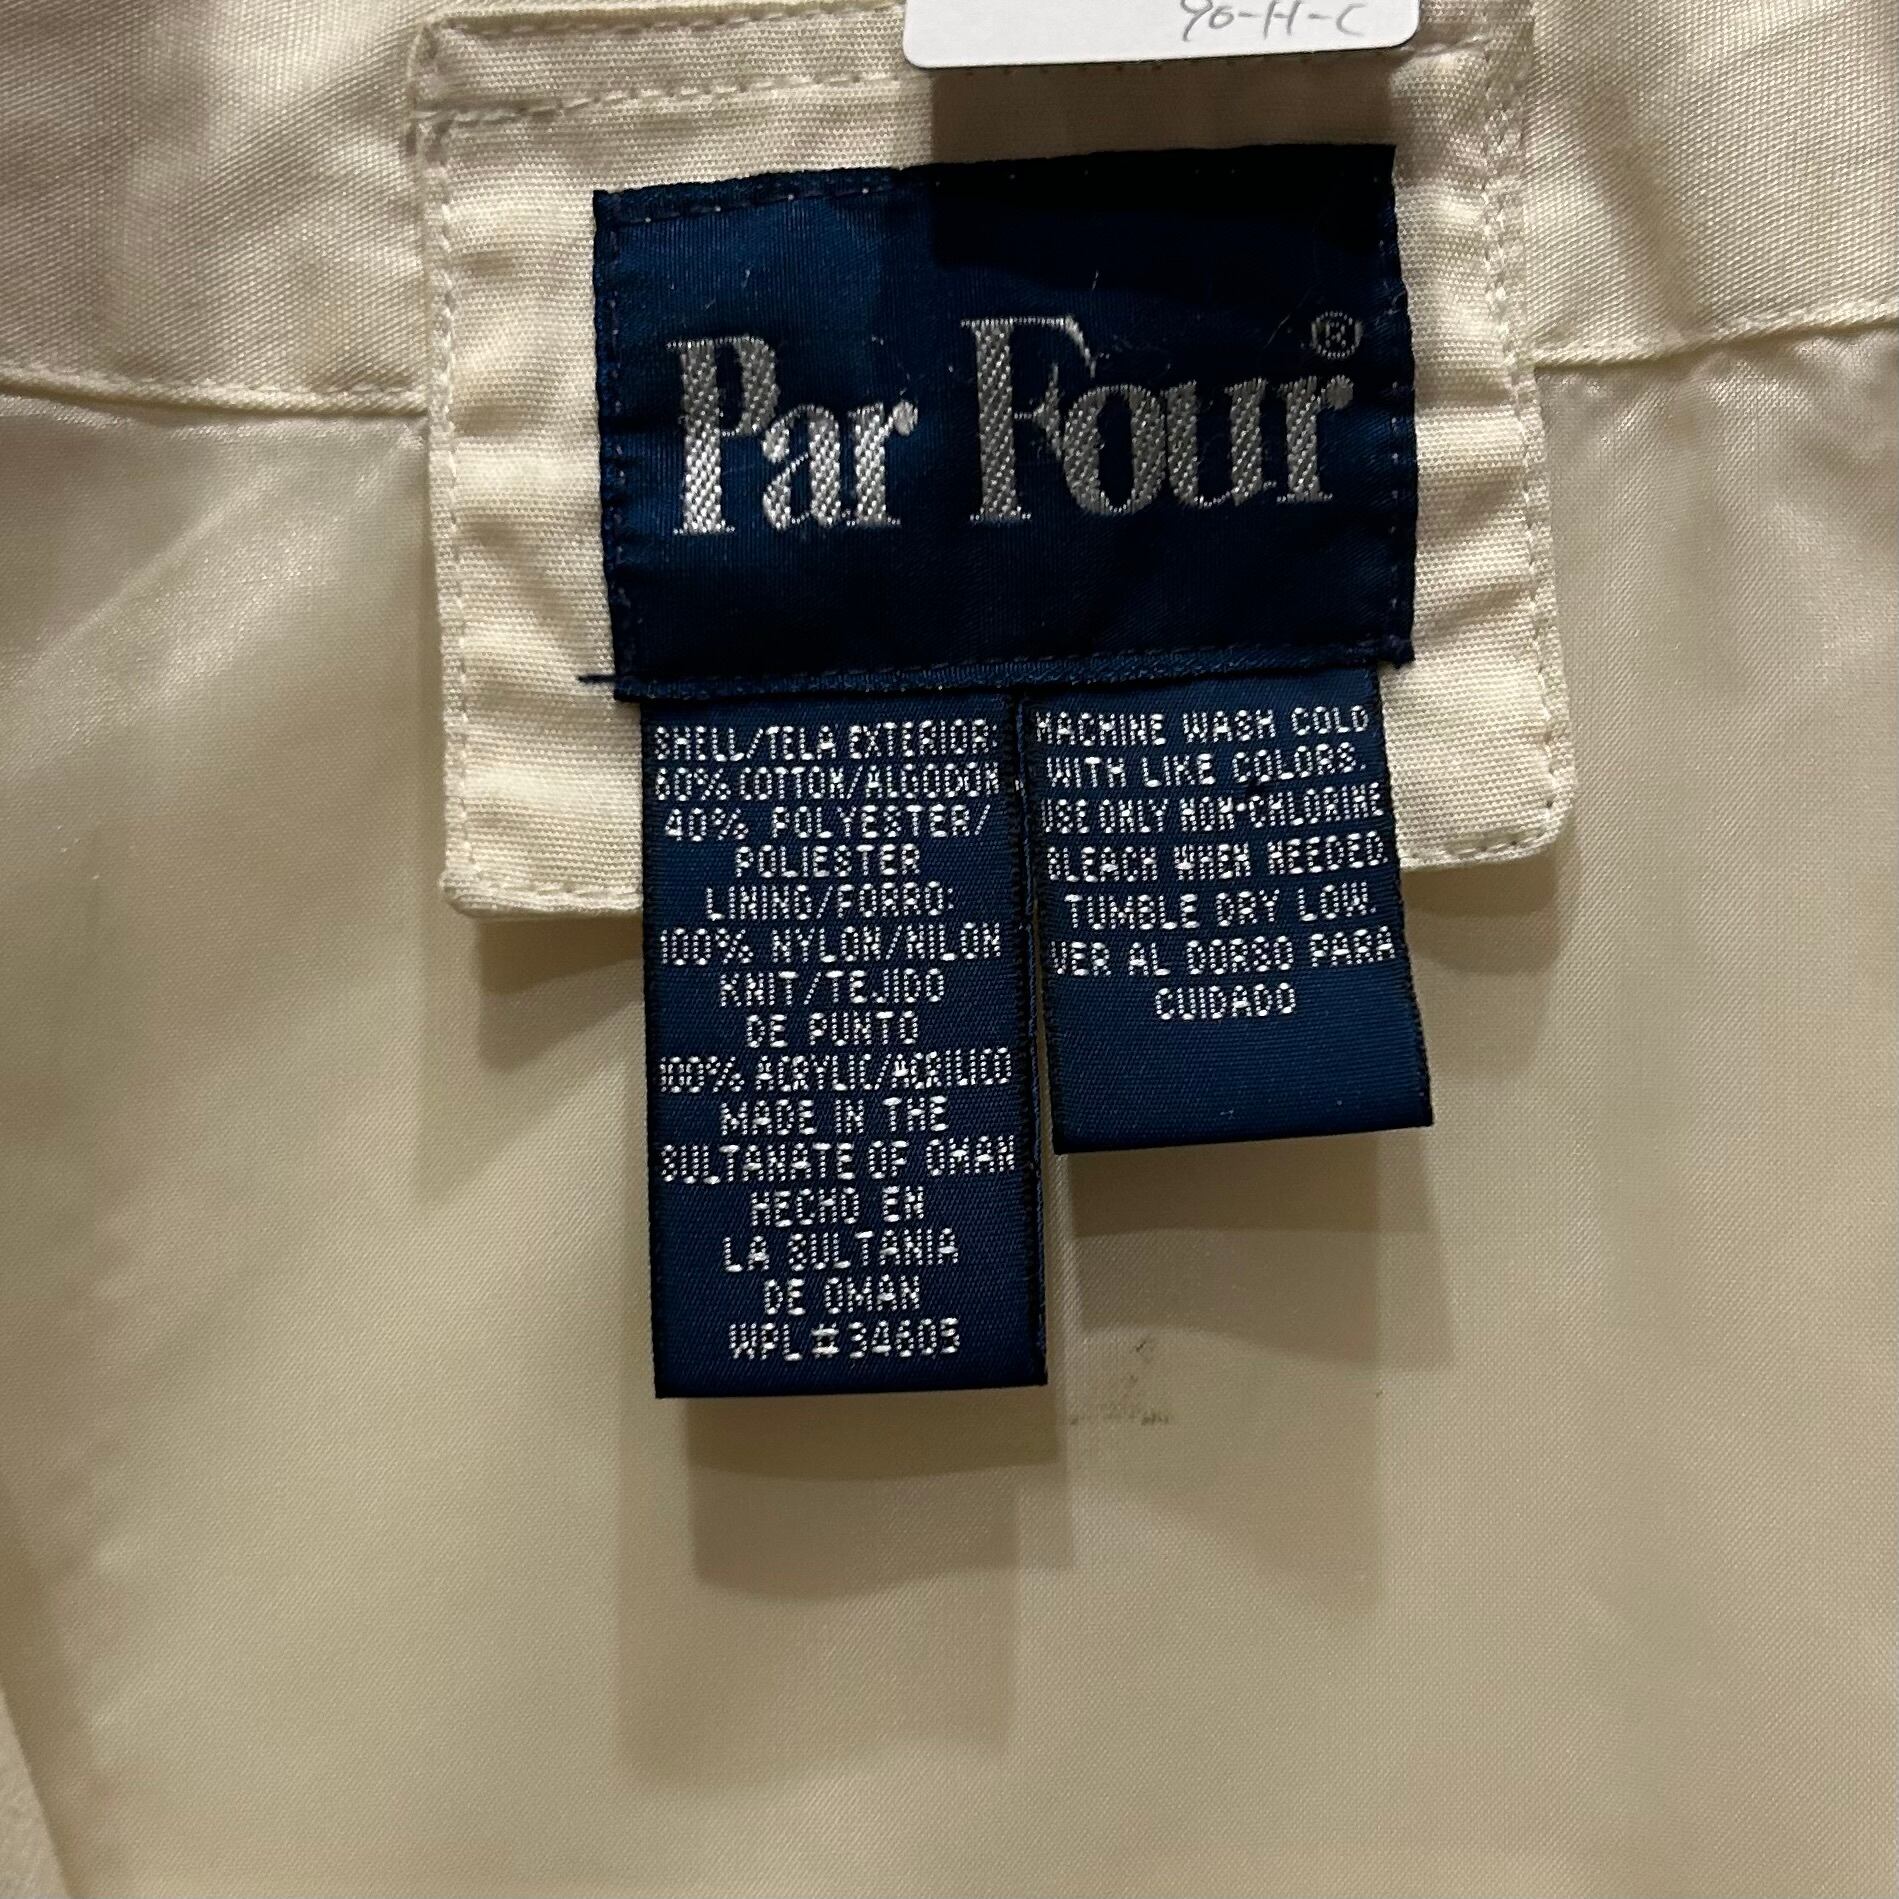 90-H-C
Par Four®
SHELL/TELA EXTERIOR:
60% COTTON/ALGODON
40% POLYESTER/
POLIESTER
LINING/FORRO:
100% NYLON/NILON
KNIT/TEJIDO
DE PUNTO
100% ACRYLIC/ACRILICO
MADE IN THE
SULTANATE OF OMAN
HECHO EN
LA SULTANIA
DE OMAN
WPL#34605
MACHINE WASH COLD
WITH LIKE COLORS.
USE ONLY NON-CHLORINE
BLEACH WHEN NEEDED.
TUMBLE DRY LOW.
VER AL DORSO PARA
CUIDADO